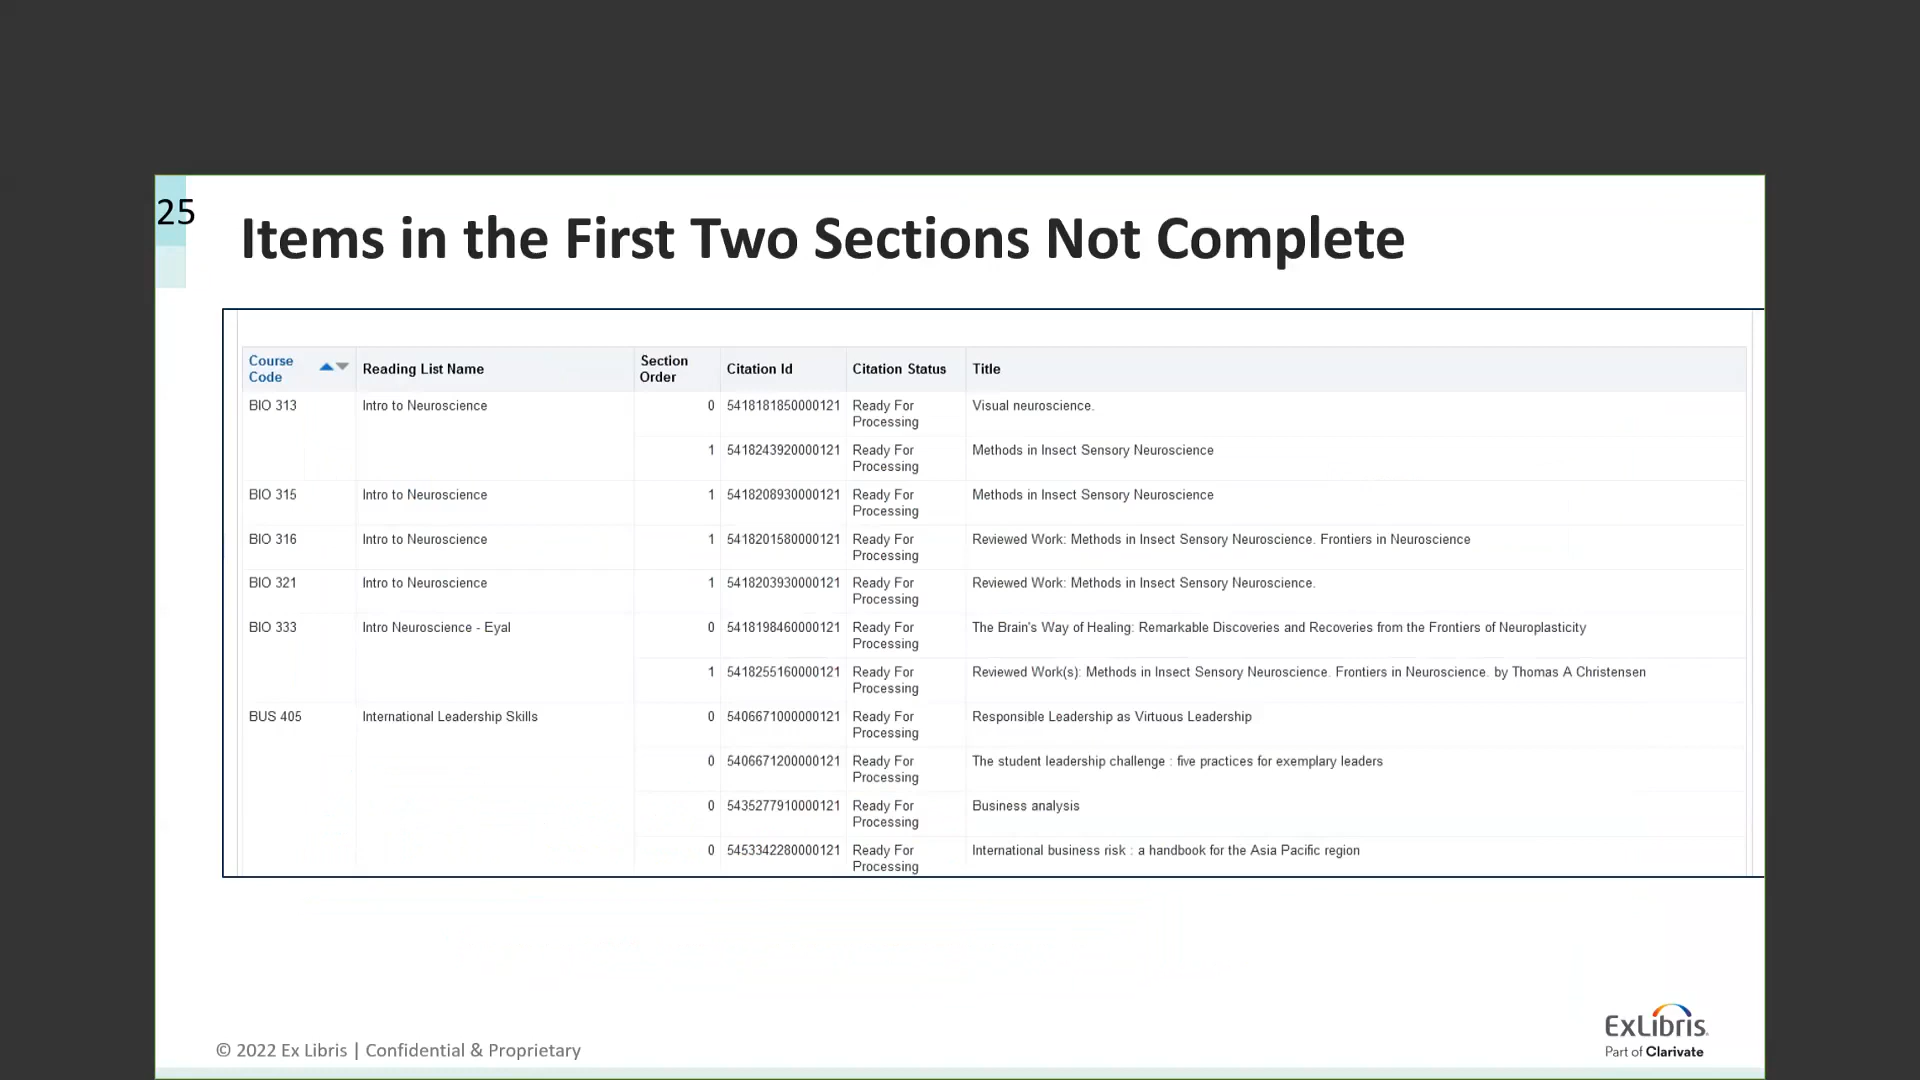 25
Items in the First Two Sections Not Complete
Course Code Reading List Name Section Order Citation Id Citation Status Title
BIO 313 Intro to Neuroscience 0 5418181850000121 Ready For Processing Visual neuroscience.
1 5418243920000121 Ready For Processing Methods in Insect Sensory Neuroscience
BIO 315 Intro to Neuroscience 1 5418208930000121 Ready For Processing Methods in Insect Sensory Neuroscience
BIO 316 Intro to Neuroscience 1 5418201580000121 Ready For Processing Reviewed Work: Methods in Insect Sensory Neuroscience. Frontiers in Neuroscience
BIO 321 Intro to Neuroscience 1 5418203930000121 Ready For Processing Reviewed Work: Methods in Insect Sensory Neuroscience.
BIO 333 Intro Neuroscience - Eyal 0 5418198460000121 Ready For Processing The Brain's Way of Healing: Remarkable Discoveries and Recoveries from the Frontiers of Neuroplasticity
1 5418255160000121 Ready For Processing Reviewed Work(s): Methods in Insect Sensory Neuroscience. Frontiers in Neuroscience. by Thomas A Christensen
BUS 405 International Leadership Skills 0 5406671000000121 Ready For Processing Responsible Leadership as Virtuous Leadership
0 5406671200000121 Ready For Processing The student leadership challenge : five practices for exemplary leaders
0 5435277910000121 Ready For Processing Business analysis
0 5453342280000121 Ready For Processing International business risk : a handbook for the Asia Pacific region
© 2022 Ex Libris | Confidential & Proprietary
ExLibris
Part of Clarivate